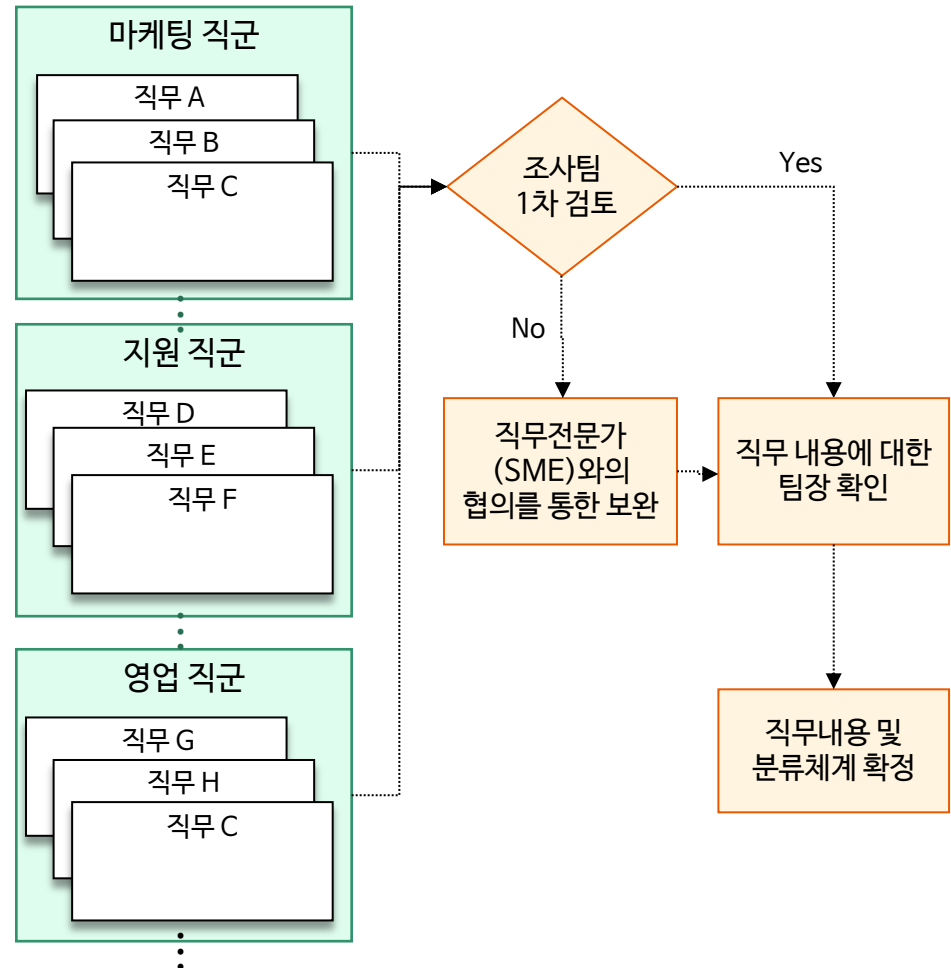 마케팅 직군
직무 A
직무 B
직무 C
지원 직군
직무 D
직무 E
직무 F
영업 직군
직무 G
직무 H
직무 C
조사팀
1차 검토
Yes
No
직무전문가
(SME)와의
협의를 통한 보완
직무 내용에 대한
팀장 확인
직무내용 및
분류체계 확정